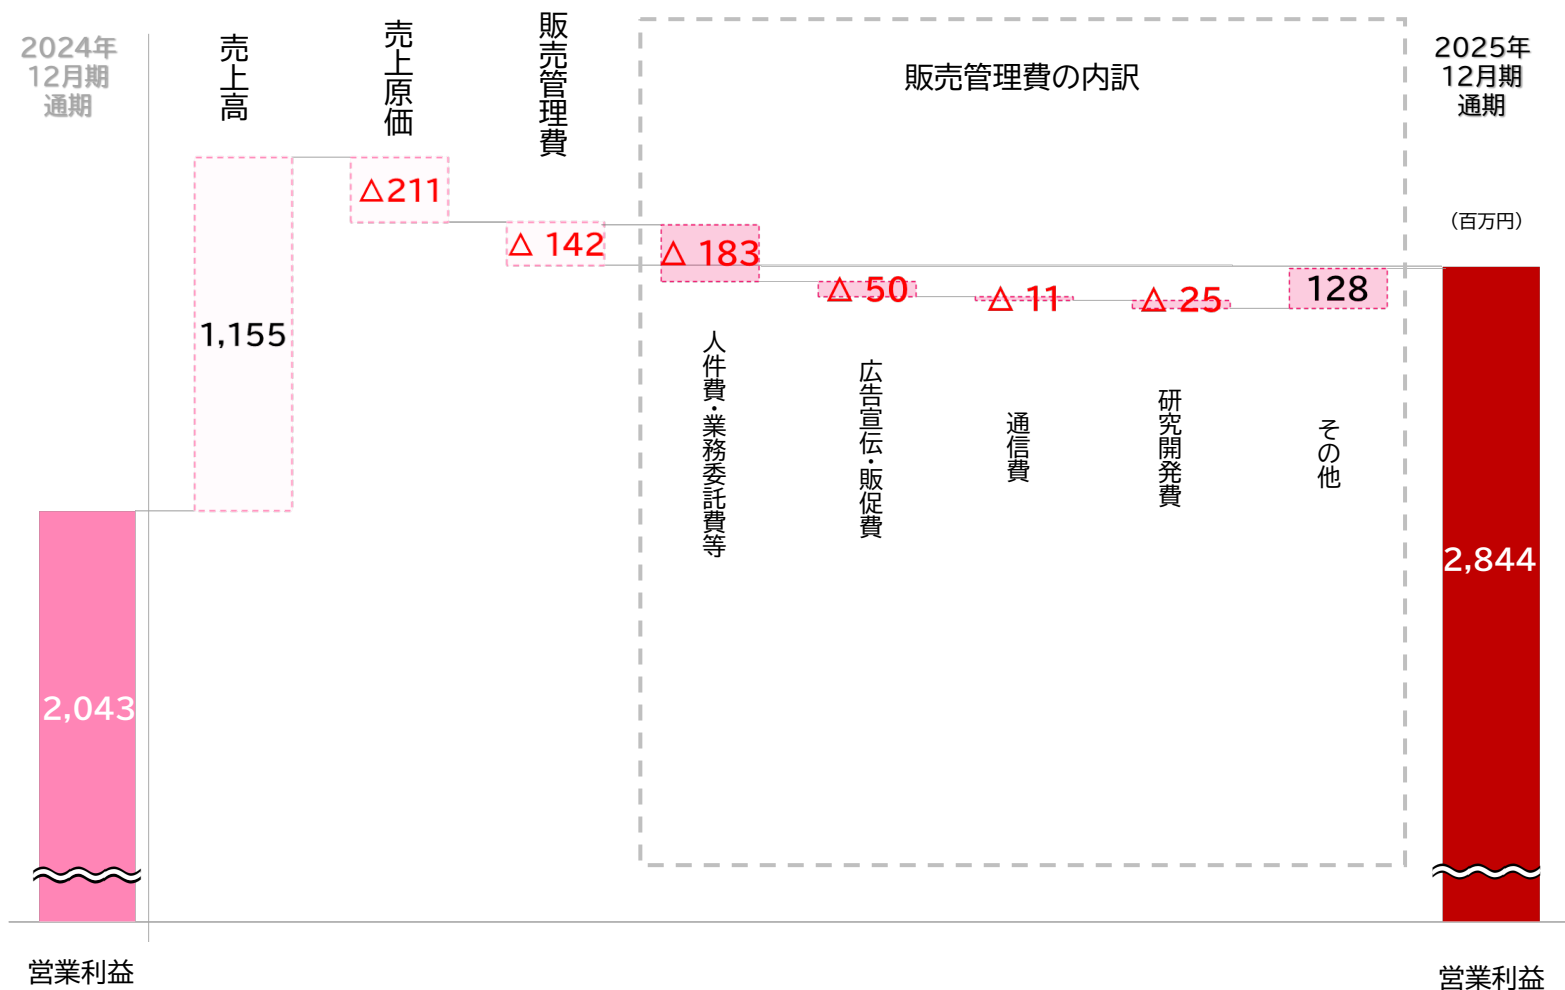 2024年
12月期
通期
売上高
売上原価
販売管理費
販売管理費の内訳
2025年
12月期
通期
（百万円）
1,155
△211
△ 142
△ 183
△ 50
△ 11
△ 25
128
人件費・業務委託費等
広告宣伝・販促費
通信費
研究開発費
その他
2,043
2,844
営業利益
営業利益